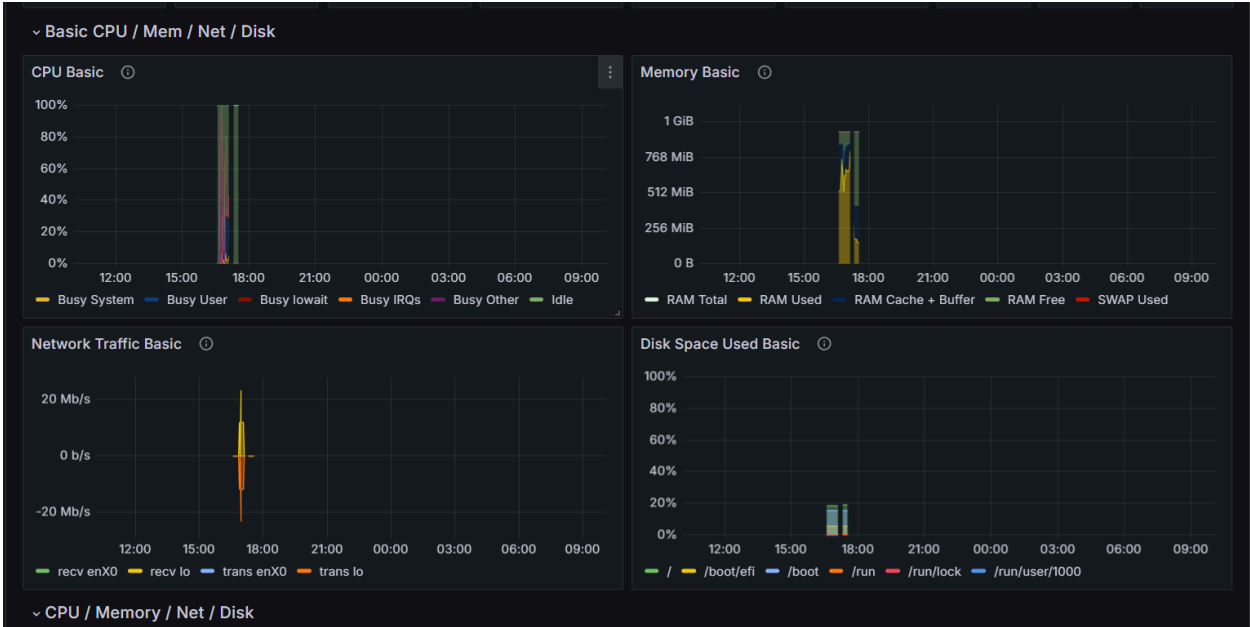 Basic CPU / Mem / Net / Disk
CPU Basic
100%
80%
60%
40%
20%
0%
12:00 15:00 18:00 21:00 00:00 03:00 06:00 09:00
Busy System Busy User Busy Iowait Busy IRQs Busy Other Idle
Memory Basic
1 GiB
768 MiB
512 MiB
256 MiB
0 B
12:00 15:00 18:00 21:00 00:00 03:00 06:00 09:00
RAM Total RAM Used RAM Cache + Buffer RAM Free SWAP Used
Network Traffic Basic
20 Mb/s
0 b/s
-20 Mb/s
12:00 15:00 18:00 21:00 00:00 03:00 06:00 09:00
recv enX0 recv lo trans enX0 trans lo
Disk Space Used Basic
100%
80%
60%
40%
20%
0%
12:00 15:00 18:00 21:00 00:00 03:00 06:00 09:00
/ /boot/efi /boot /run /run/lock /run/user/1000
CPU / Memory / Net / Disk